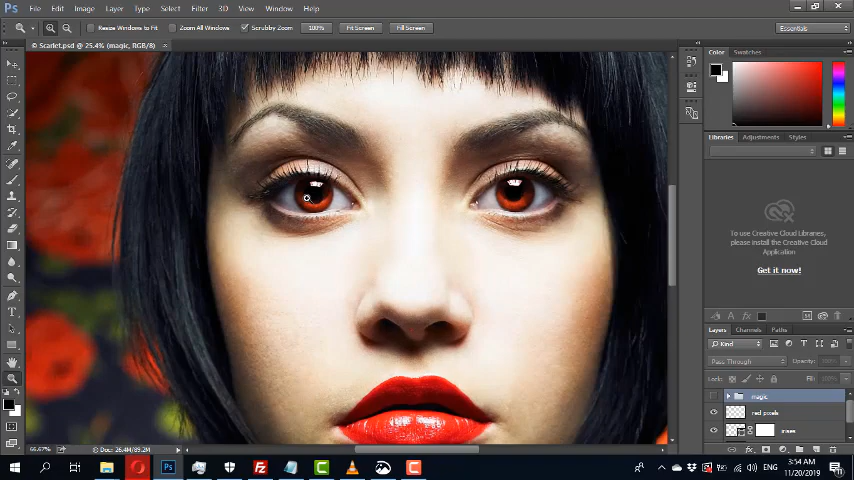 Ps File Edit Image Layer Type Select Filter 3D View Window Help
Resize Windows to Fit Zoom All Windows Scrubby Zoom 100% Fit Screen Fill Screen Essentials
© Scarlet.psd @ 25.4% (magic, RGB/8) ×
Color Swatches
Libraries Adjustments Styles
To use Creative Cloud Libraries,
please install the Creative Cloud
Application
Get it now!
Layers Channels Paths
Kind
Pass Through Opacity:
Lock: Fill:
magic
red pixels
irises
66.67% Doc: 26.4M/89.2M
ENG 3:54 AM
11/20/2019